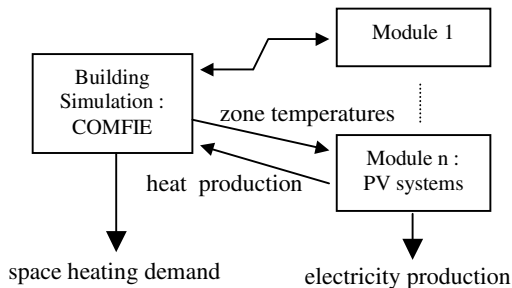 Module 1
Building
Simulation :
COMFIE
zone temperatures
Module n :
PV systems
heat production
space heating demand
electricity production